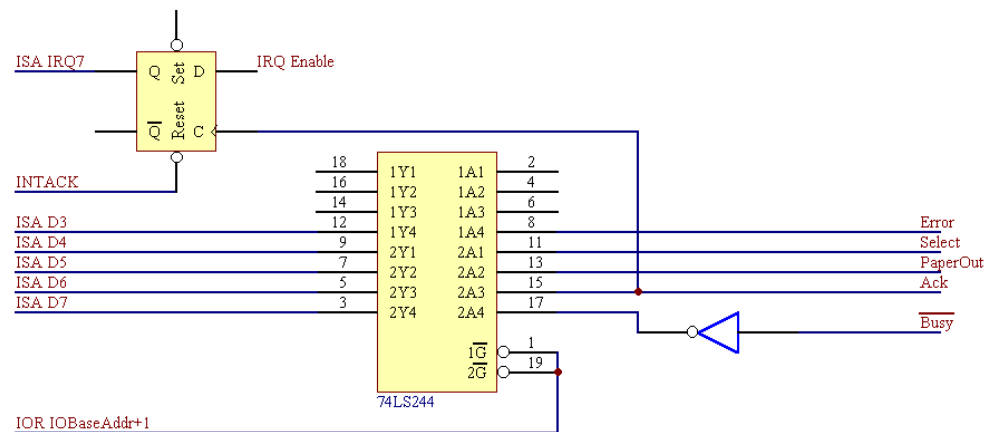 ISA IRQ7 Q Set D IRQ Enable
Q̅ Reset C
INTACK
18 1Y1 1A1 2
16 1Y2 1A2 4
14 1Y3 1A3 6
ISA D3 12 1Y4 1A4 8 Error
ISA D4 9 2Y1 2A1 11 Select
ISA D5 7 2Y2 2A2 13 PaperOut
ISA D6 5 2Y3 2A3 15 Ack
ISA D7 3 2Y4 2A4 17 B̅u̅s̅y̅
1G̅ 1
2G̅ 19
74LS244
IOR IOBaseAddr+1